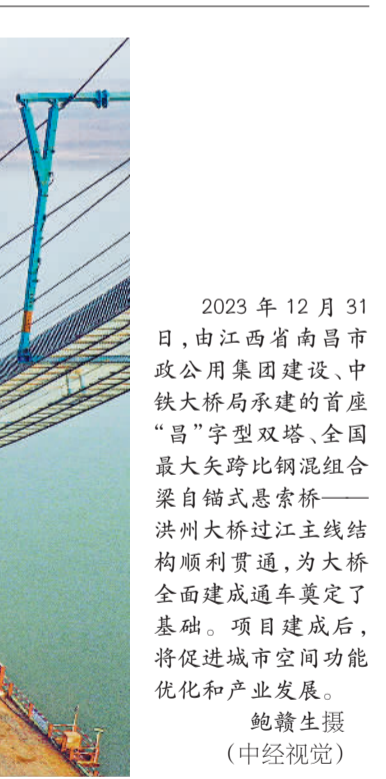 2023 年 12 月 31
日,由江西省南昌市
政公用集团建设、中
铁大桥局承建的首座
“昌”字型双塔、全国
最大矢跨比钢混组合
梁自锚式悬索桥——
洪州大桥过江主线结
构顺利贯通,为大桥
全面建成通车奠定了
基础。项目建成后,
将促进城市空间功能
优化和产业发展。
鲍赣生摄
（中经视觉）